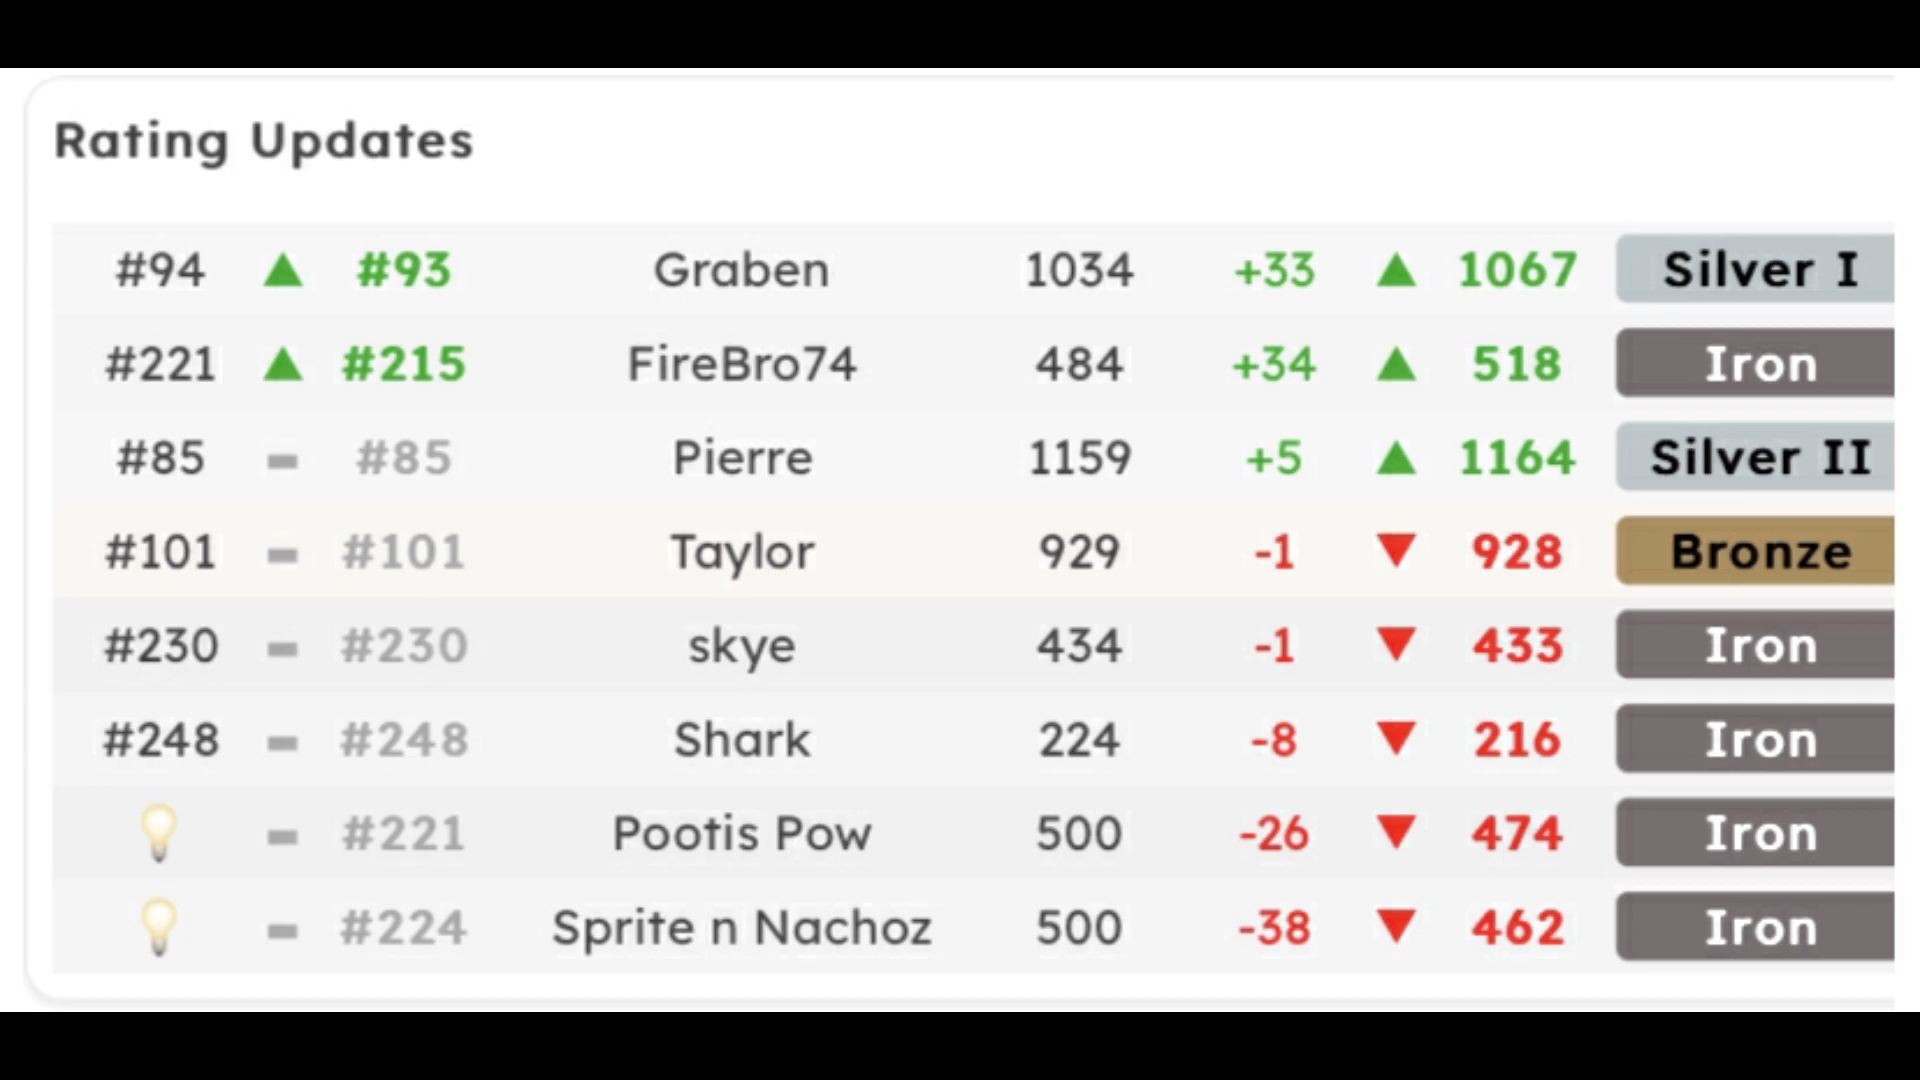 Rating Updates
#94 ▲ #93 Graben 1034 +33 ▲ 1067 Silver I
#221 ▲ #215 FireBro74 484 +34 ▲ 518 Iron
#85 - #85 Pierre 1159 +5 ▲ 1164 Silver II
#101 - #101 Taylor 929 -1 ▼ 928 Bronze
#230 - #230 skye 434 -1 ▼ 433 Iron
#248 - #248 Shark 224 -8 ▼ 216 Iron
💡 - #221 Pootis Pow 500 -26 ▼ 474 Iron
💡 - #224 Sprite n Nachoz 500 -38 ▼ 462 Iron